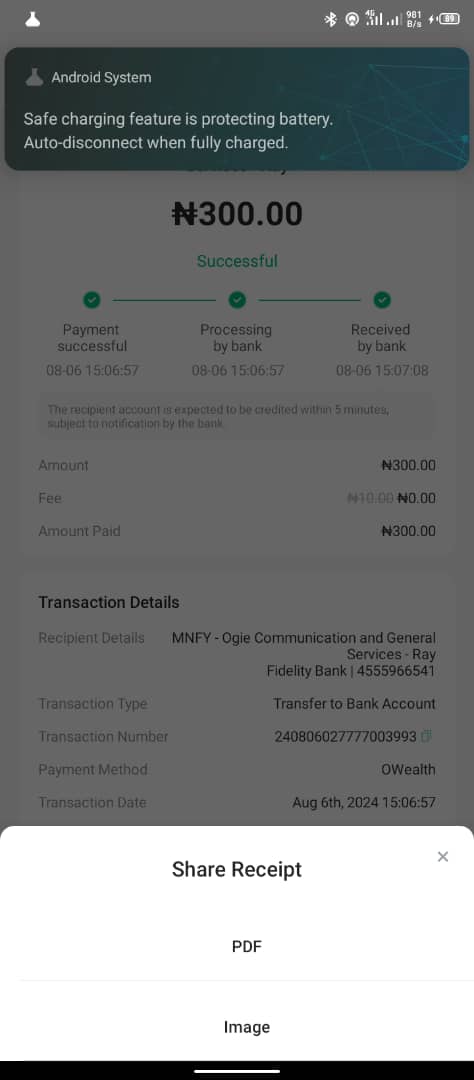 4G
981
B/s
89
Android System
Safe charging feature is protecting battery.
Auto-disconnect when fully charged.
₦300.00
Successful
Payment successful
Processing by bank
Received by bank
08-06 15:06:57
08-06 15:06:57
08-06 15:07:08
The recipient account is expected to be credited within 5 minutes,
subject to notification by the bank.
Amount ₦300.00
Fee ₦10.00 ₦0.00
Amount Paid ₦300.00
Transaction Details
Recipient Details MNFY - Ogie Communication and General
Services - Ray
Fidelity Bank | 4555966541
Transaction Type Transfer to Bank Account
Transaction Number 240806027777003993
Payment Method OWealth
Transaction Date Aug 6th, 2024 15:06:57
Share Receipt
PDF
Image